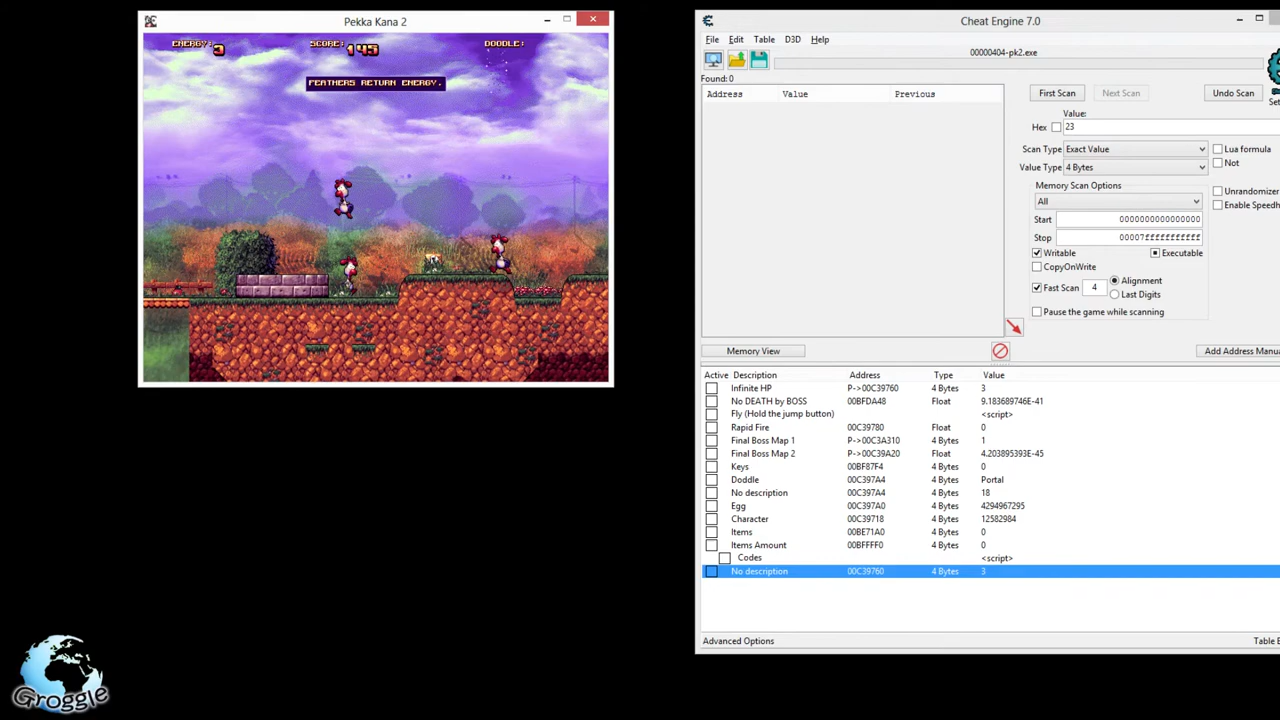 Pekka Kana 2
ENERGY: 3
SCORE: 145
DOODLE:
FEATHERS RETURN ENERGY.
Groggle
Cheat Engine 7.0
File Edit Table D3D Help
00000404-pk2.exe
Found: 0
Address Value Previous
First Scan Next Scan Undo Scan
Value:
Hex 23
Scan Type Exact Value Lua formula
Not
Value Type 4 Bytes
Memory Scan Options
All
Unrandomizer
Enable Speedh
Start 0000000000000000
Stop 00007fffffffffff
Writable Executable
CopyOnWrite
Fast Scan 4 Alignment
Last Digits
Pause the game while scanning
Memory View Add Address Manua
Active Description Address Type Value
Infinite HP P->00C39760 4 Bytes 3
No DEATH by BOSS 00BFDA48 Float 9.183689746E-41
Fly (Hold the jump button) <script>
Rapid Fire 00C39780 Float 0
Final Boss Map 1 P->00C3A310 4 Bytes 1
Final Boss Map 2 P->00C39A20 Float 4.203895393E-45
Keys 00BF87F4 4 Bytes 0
Doddle 00C397A4 4 Bytes Portal
No description 00C397A4 4 Bytes 18
Egg 00C397A0 4 Bytes 4294967295
Character 00C39718 4 Bytes 12582984
Items 00BE71A0 4 Bytes 0
Items Amount 00BFFFF0 4 Bytes 0
Codes <script>
No description 00C39760 4 Bytes 3
Advanced Options Table E